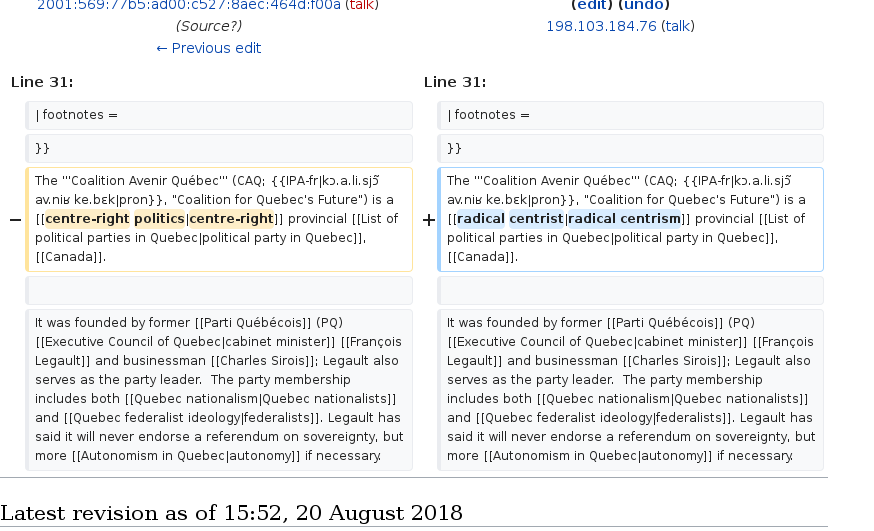 2001:569:77b5:ad00:c527:8aec:464d:f00a (talk)
(Source?)
← Previous edit
(edit) (undo)
198.103.184.76 (talk)
Line 31:
Line 31:
| footnotes =
| footnotes =
}}
}}
− The '''Coalition Avenir Québec''' (CAQ; {{IPA-fr|kɔ.a.li.sjɔ̃
av.niʁ ke.bɛk|pron}}, "Coalition for Quebec's Future") is a
[[centre-right politics|centre-right]] provincial [[List of
political parties in Quebec|political party in Quebec]],
[[Canada]].
+ The '''Coalition Avenir Québec''' (CAQ; {{IPA-fr|kɔ.a.li.sjɔ̃
av.niʁ ke.bɛk|pron}}, "Coalition for Quebec's Future") is a
[[radical centrist|radical centrism]] provincial [[List of
political parties in Quebec|political party in Quebec]],
[[Canada]].
It was founded by former [[Parti Québécois]] (PQ)
[[Executive Council of Quebec|cabinet minister]] [[François
Legault]] and businessman [[Charles Sirois]]; Legault also
serves as the party leader.  The party membership
includes both [[Quebec nationalism|Quebec nationalists]]
and [[Quebec federalist ideology|federalists]]. Legault has
said it will never endorse a referendum on sovereignty, but
more [[Autonomism in Quebec|autonomy]] if necessary.
It was founded by former [[Parti Québécois]] (PQ)
[[Executive Council of Quebec|cabinet minister]] [[François
Legault]] and businessman [[Charles Sirois]]; Legault also
serves as the party leader.  The party membership
includes both [[Quebec nationalism|Quebec nationalists]]
and [[Quebec federalist ideology|federalists]]. Legault has
said it will never endorse a referendum on sovereignty, but
more [[Autonomism in Quebec|autonomy]] if necessary.
Latest revision as of 15:52, 20 August 2018